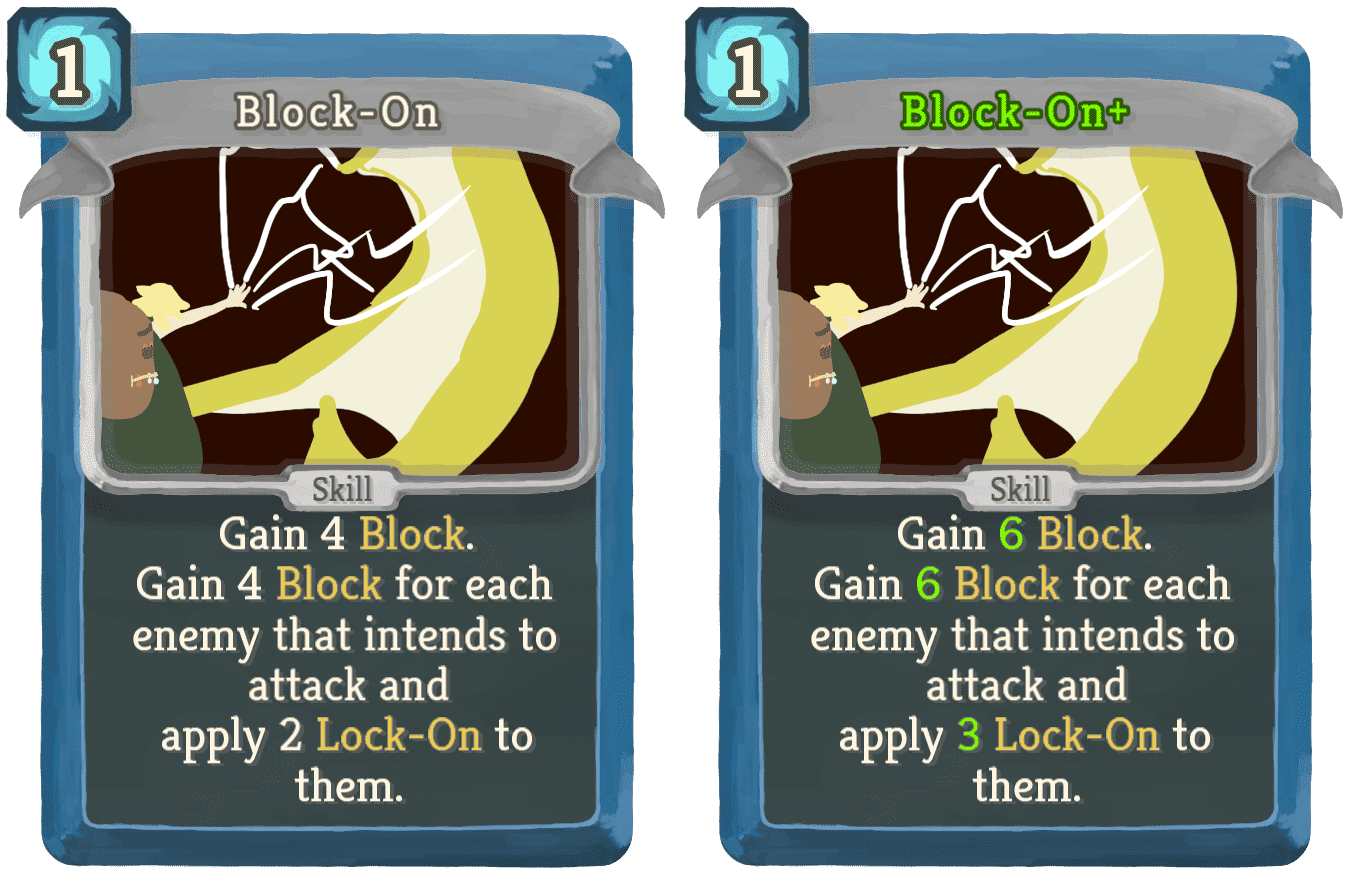 1
Block-On
Skill
Gain 4 Block.
Gain 4 Block for each
enemy that intends to
attack and
apply 2 Lock-On to
them.
1
Block-On+
Skill
Gain 6 Block.
Gain 6 Block for each
enemy that intends to
attack and
apply 3 Lock-On to
them.